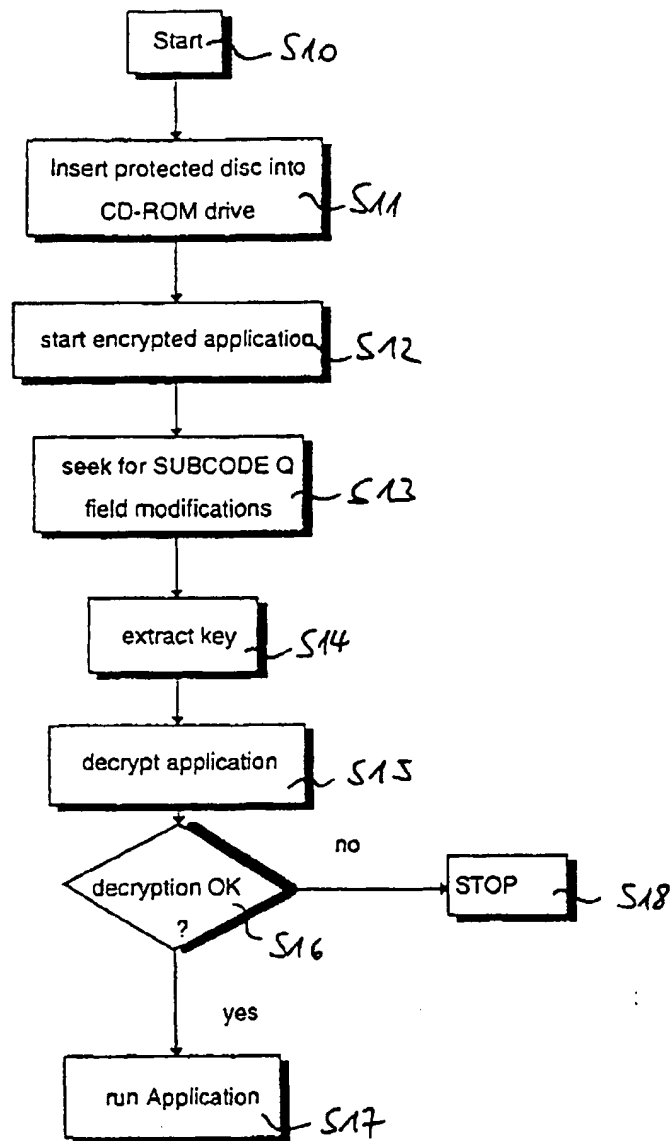 Start
S10
Insert protected disc into
CD-ROM drive
S11
start encrypted application
S12
seek for SUBCODE Q
field modifications
S13
extract key
S14
decrypt application
S15
decryption OK
?
S16
no
STOP
S18
yes
run Application
S17